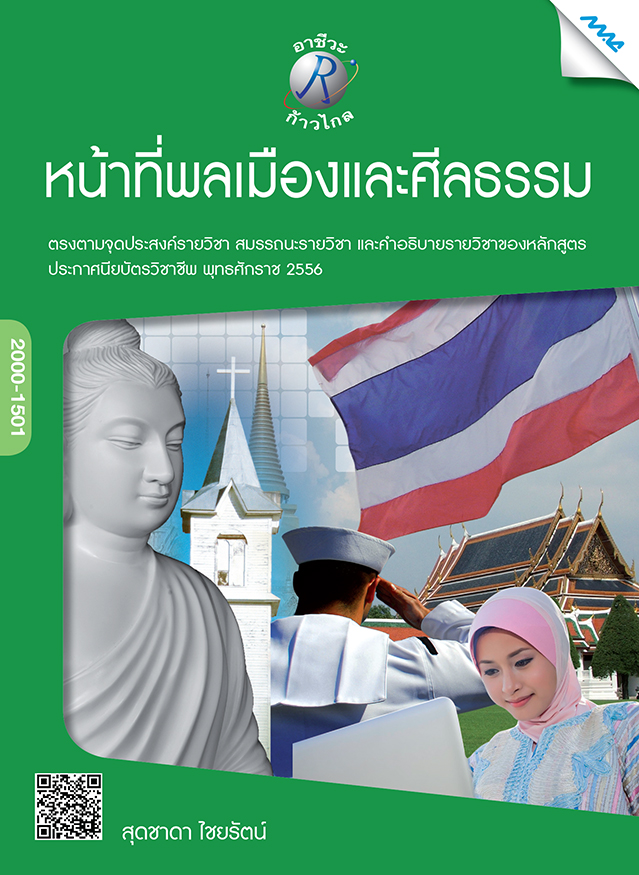 MAC
อาชีวะ
R
ก้าวไกล
หน้าที่พลเมืองและศีลธรรม
ตรงตามจุดประสงค์รายวิชา สมรรถนะรายวิชา และคำอธิบายรายวิชาของหลักสูตร
ประกาศนียบัตรวิชาชีพ พุทธศักราช 2556
2000-1501
สุดชาดา ไชยรัตน์